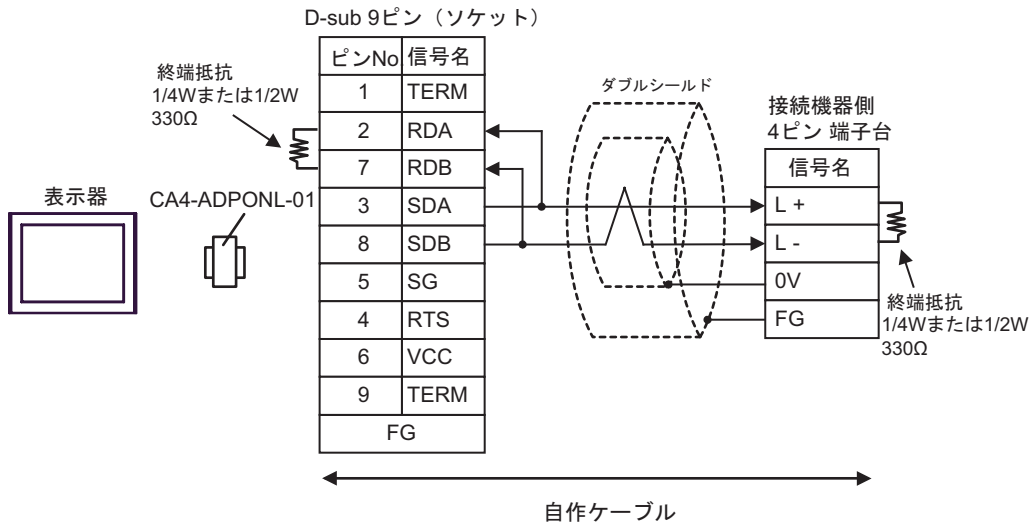 D-sub 9ピン（ソケット）
ピンNo. 信号名
1 TERM
2 RDA
7 RDB
3 SDA
8 SDB
5 SG
4 RTS
6 VCC
9 TERM
FG
終端抵抗
1/4Wまたは1/2W
330Ω
表示器
CA4-ADPONL-01
ダブルシールド
接続機器側
4ピン 端子台
信号名
L +
L -
0V
FG
終端抵抗
1/4Wまたは1/2W
330Ω
自作ケーブル